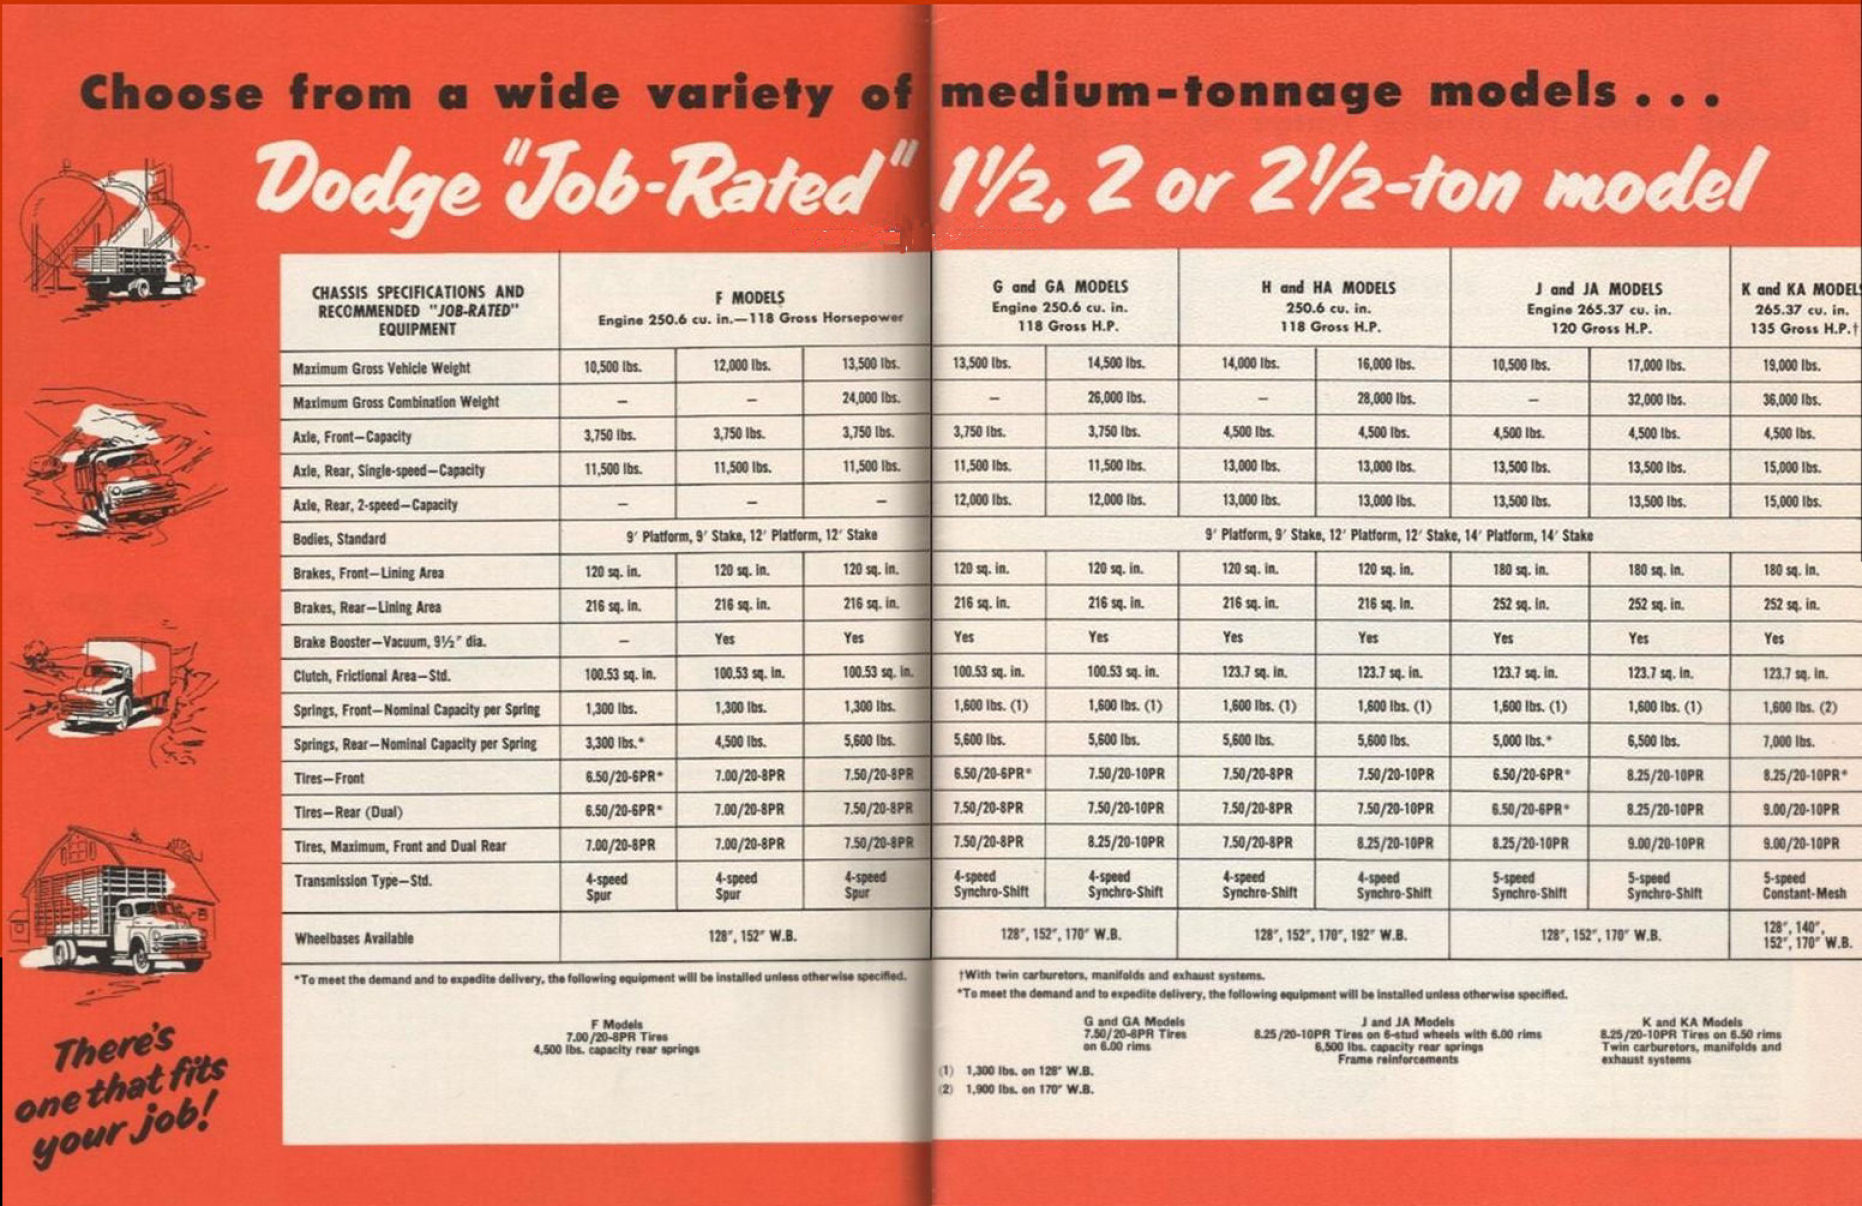 Choose from a wide variety of medium-tonnage models . . .
Dodge "Job-Rated" 1½, 2 or 2½-ton model
CHASSIS SPECIFICATIONS AND RECOMMENDED "JOB-RATED" EQUIPMENT
F MODELS
Engine 250.6 cu. in.—118 Gross Horsepower
G and GA MODELS
Engine 250.6 cu. in.
118 Gross H.P.
H and HA MODELS
250.6 cu. in.
118 Gross H.P.
J and JA MODELS
Engine 265.37 cu. in.
120 Gross H.P.
K and KA MODELS
265.37 cu. in.
135 Gross H.P.†
Maximum Gross Vehicle Weight 10,500 lbs. 12,000 lbs. 13,500 lbs. 13,500 lbs. 14,500 lbs. 14,000 lbs. 16,000 lbs. 10,500 lbs. 17,000 lbs. 19,000 lbs.
Maximum Gross Combination Weight — — 24,000 lbs. — 26,000 lbs. — 28,000 lbs. — 32,000 lbs. 36,000 lbs.
Axle, Front—Capacity 3,750 lbs. 3,750 lbs. 3,750 lbs. 3,750 lbs. 3,750 lbs. 4,500 lbs. 4,500 lbs. 4,500 lbs. 4,500 lbs. 4,500 lbs.
Axle, Rear, Single-speed—Capacity 11,500 lbs. 11,500 lbs. 11,500 lbs. 11,500 lbs. 11,500 lbs. 13,000 lbs. 13,000 lbs. 13,500 lbs. 13,500 lbs. 15,000 lbs.
Axle, Rear, 2-speed—Capacity — — — 12,000 lbs. 12,000 lbs. 13,000 lbs. 13,000 lbs. 13,500 lbs. 13,500 lbs. 15,000 lbs.
Bodies, Standard 9' Platform, 9' Stake, 12' Platform, 12' Stake 9' Platform, 9' Stake, 12' Platform, 12' Stake, 14' Platform, 14' Stake
Brakes, Front—Lining Area 120 sq. in. 120 sq. in. 120 sq. in. 120 sq. in. 120 sq. in. 120 sq. in. 120 sq. in. 180 sq. in. 180 sq. in. 180 sq. in.
Brakes, Rear—Lining Area 216 sq. in. 216 sq. in. 216 sq. in. 216 sq. in. 216 sq. in. 216 sq. in. 216 sq. in. 252 sq. in. 252 sq. in. 252 sq. in.
Brake Booster—Vacuum, 9½" dia. — Yes Yes Yes Yes Yes Yes Yes Yes Yes
Clutch, Frictional Area—Std. 100.53 sq. in. 100.53 sq. in. 100.53 sq. in. 100.53 sq. in. 100.53 sq. in. 123.7 sq. in. 123.7 sq. in. 123.7 sq. in. 123.7 sq. in. 123.7 sq. in.
Springs, Front—Nominal Capacity per Spring 1,300 lbs. 1,300 lbs. 1,300 lbs. 1,600 lbs. (1) 1,600 lbs. (1) 1,600 lbs. (1) 1,600 lbs. (1) 1,600 lbs. (1) 1,600 lbs. (1) 1,600 lbs. (2)
Springs, Rear—Nominal Capacity per Spring 3,300 lbs.* 4,500 lbs. 5,600 lbs. 5,600 lbs. 5,600 lbs. 5,600 lbs. 5,600 lbs. 5,000 lbs.* 6,500 lbs. 7,000 lbs.
Tires—Front 6.50/20-6PR* 7.00/20-8PR 7.50/20-8PR 6.50/20-6PR* 7.50/20-10PR 7.50/20-8PR 7.50/20-10PR 6.50/20-6PR* 8.25/20-10PR 8.25/20-10PR*
Tires—Rear (Dual) 6.50/20-6PR* 7.00/20-8PR 7.50/20-8PR 7.50/20-8PR 7.50/20-10PR 7.50/20-8PR 7.50/20-10PR 6.50/20-6PR* 8.25/20-10PR 9.00/20-10PR
Tires, Maximum, Front and Dual Rear 7.00/20-8PR 7.00/20-8PR 7.50/20-8PR 7.50/20-8PR 8.25/20-10PR 7.50/20-8PR 8.25/20-10PR 8.25/20-10PR 9.00/20-10PR 9.00/20-10PR
Transmission Type—Std. 4-speed Spur 4-speed Spur 4-speed Spur 4-speed Synchro-Shift 4-speed Synchro-Shift 4-speed Synchro-Shift 4-speed Synchro-Shift 5-speed Synchro-Shift 5-speed Synchro-Shift 5-speed Constant-Mesh
Wheelbases Available 128", 152" W.B. 128", 152", 170" W.B. 128", 152", 170", 192" W.B. 128", 152", 170" W.B. 128", 140", 152", 170" W.B.
*To meet the demand and to expedite delivery, the following equipment will be installed unless otherwise specified.
F Models
7.00/20-8PR Tires
4,500 lbs. capacity rear springs
†With twin carburetors, manifolds and exhaust systems.
*To meet the demand and to expedite delivery, the following equipment will be installed unless otherwise specified.
G and GA Models
7.50/20-8PR Tires
on 6.00 rims
J and JA Models
8.25/20-10PR Tires on 6-stud wheels with 6.00 rims
6,500 lbs. capacity rear springs
Frame reinforcements
K and KA Models
8.25/20-10PR Tires on 6.50 rims
Twin carburetors, manifolds and
exhaust systems
(1) 1,300 lbs. on 128" W.B.
(2) 1,900 lbs. on 170" W.B.
There's
one that fits
your job!